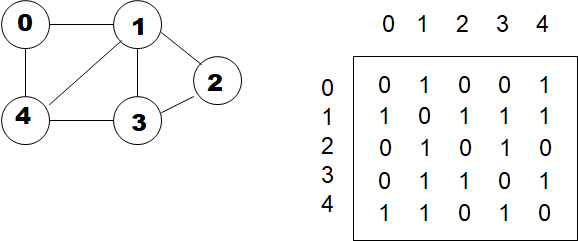 0 1
2
4 3
0 1 2 3 4
0 0 1 0 0 1
1 1 0 1 1 1
2 0 1 0 1 0
3 0 1 1 0 1
4 1 1 0 1 0